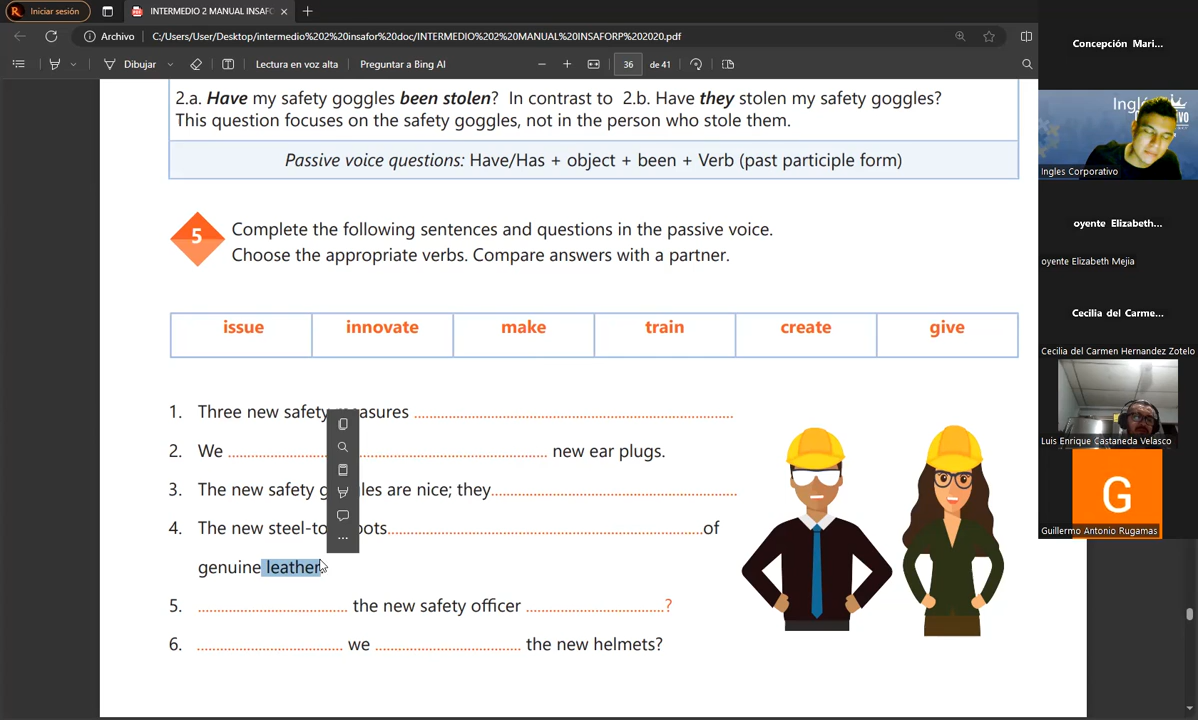 Iniciar sesión
INTERMEDIO 2 MANUAL INSAFO
Archivo
C:/Users/User/Desktop/intermedio%202%20insafor%20doc/INTERMEDIO%202%20MANUAL%20INSAFORP%202020.pdf
Dibujar
Lectura en voz alta
Preguntar a Bing AI
36
de 41
2.a. Have my safety goggles been stolen? In contrast to 2.b. Have they stolen my safety goggles?
This question focuses on the safety goggles, not in the person who stole them.
Passive voice questions: Have/Has + object + been + Verb (past participle form)
5
Complete the following sentences and questions in the passive voice.
Choose the appropriate verbs. Compare answers with a partner.
issue
innovate
make
train
create
give
1. Three new safety measures
2. We new ear plugs.
3. The new safety goggles are nice; they
4. The new steel-to boots of
genuine leather
5. the new safety officer ?
6. we the new helmets?
Concepción Mari...
Inglés
Ingles Corporativo
oyente Elizabeth...
oyente Elizabeth Mejia
Cecilia del Carme...
Cecilia del Carmen Hernandez Zotelo
Luis Enrique Castaneda Velasco
G
Guillermo Antonio Rugamas